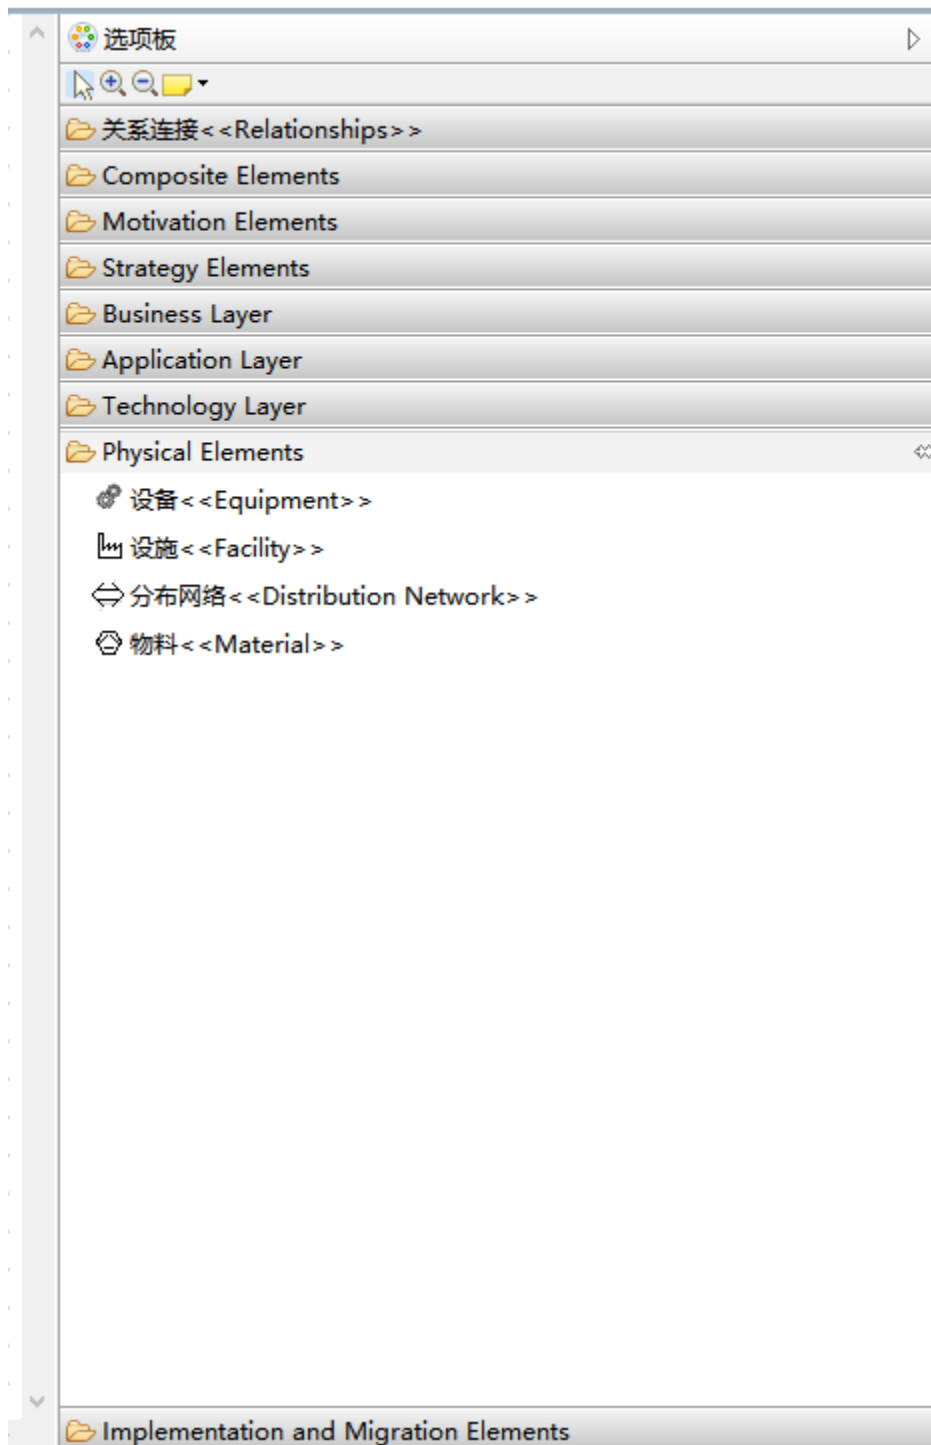 选项板
关系连接<<Relationships>>
Composite Elements
Motivation Elements
Strategy Elements
Business Layer
Application Layer
Technology Layer
Physical Elements
设备<<Equipment>>
设施<<Facility>>
分布网络<<Distribution Network>>
物料<<Material>>
Implementation and Migration Elements